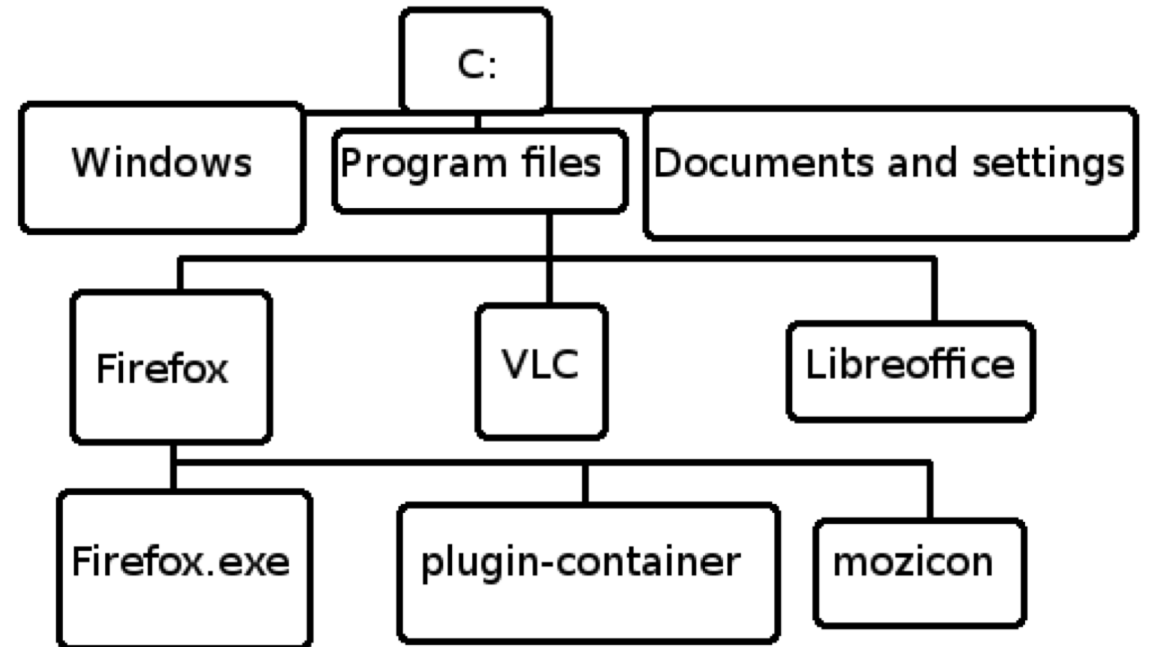 C:
Windows
Program files
Documents and settings
Firefox
VLC
Libreoffice
Firefox.exe
plugin-container
mozicon